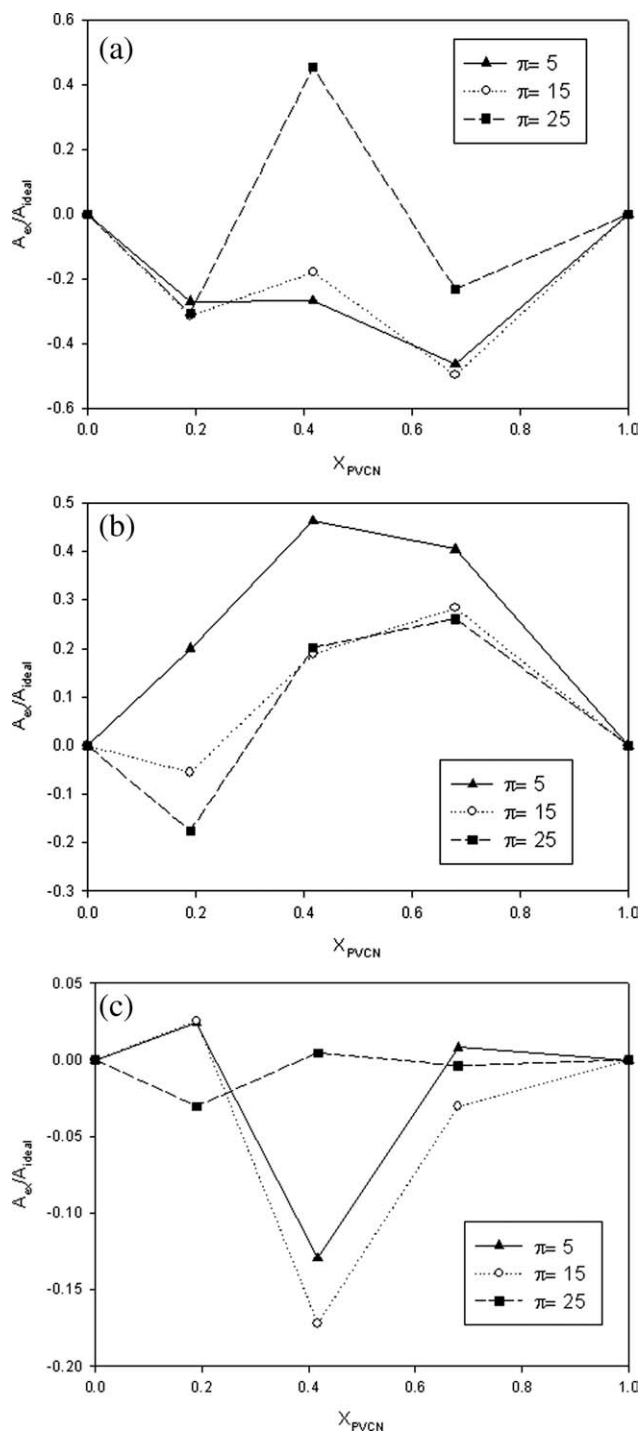 (a)
0.6
0.4
0.2
0.0
-0.2
-0.4
-0.6
A_ex/A_ideal
π= 5
π= 15
π= 25
0.0 0.2 0.4 0.6 0.8 1.0
X_PVCN
(b)
0.5
0.4
0.3
0.2
0.1
0.0
-0.1
-0.2
-0.3
A_ex/A_ideal
π= 5
π= 15
π= 25
0.0 0.2 0.4 0.6 0.8 1.0
X_PVCN
(c)
0.05
0.00
-0.05
-0.10
-0.15
-0.20
A_ex/A_ideal
π= 5
π= 15
π= 25
0.0 0.2 0.4 0.6 0.8 1.0
X_PVCN